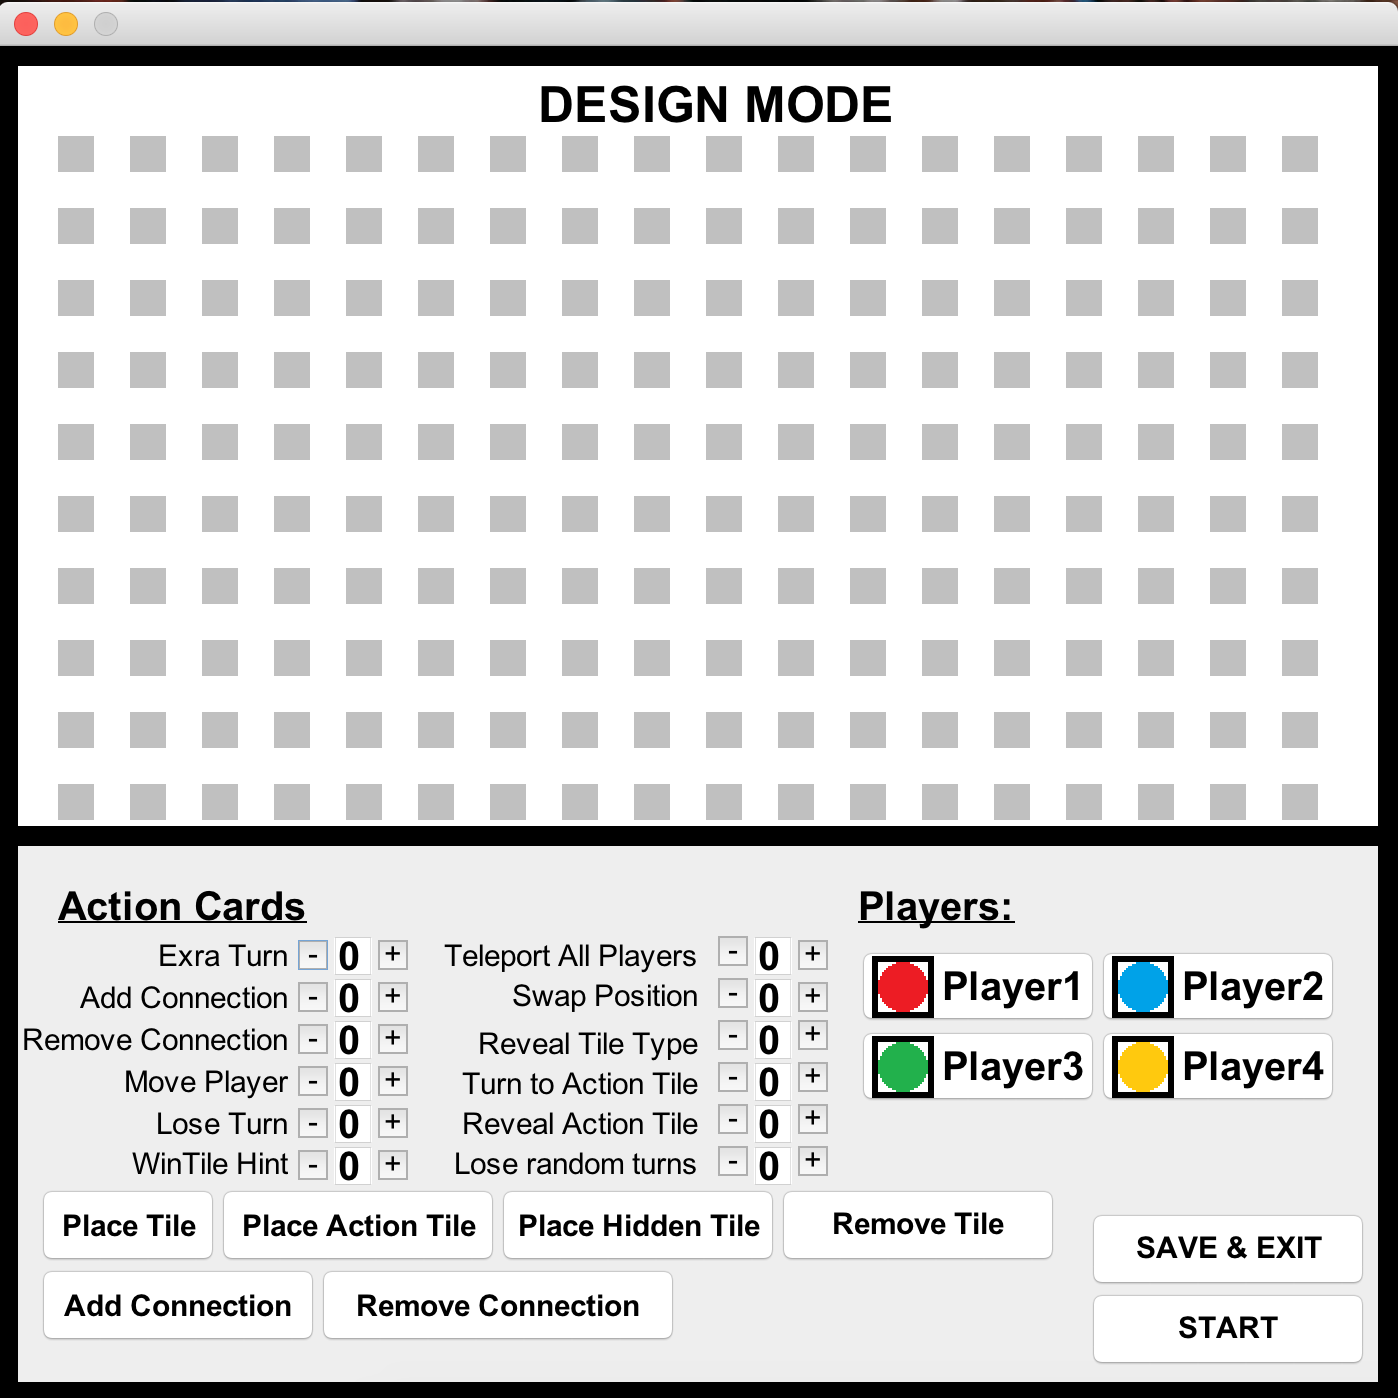 DESIGN MODE
Action Cards
Exra Turn - 0 +
Add Connection - 0 +
Remove Connection - 0 +
Move Player - 0 +
Lose Turn - 0 +
WinTile Hint - 0 +
Teleport All Players - 0 +
Swap Position - 0 +
Reveal Tile Type - 0 +
Turn to Action Tile - 0 +
Reveal Action Tile - 0 +
Lose random turns - 0 +
Players:
Player1 Player2
Player3 Player4
Place Tile Place Action Tile Place Hidden Tile Remove Tile
Add Connection Remove Connection
SAVE & EXIT
START